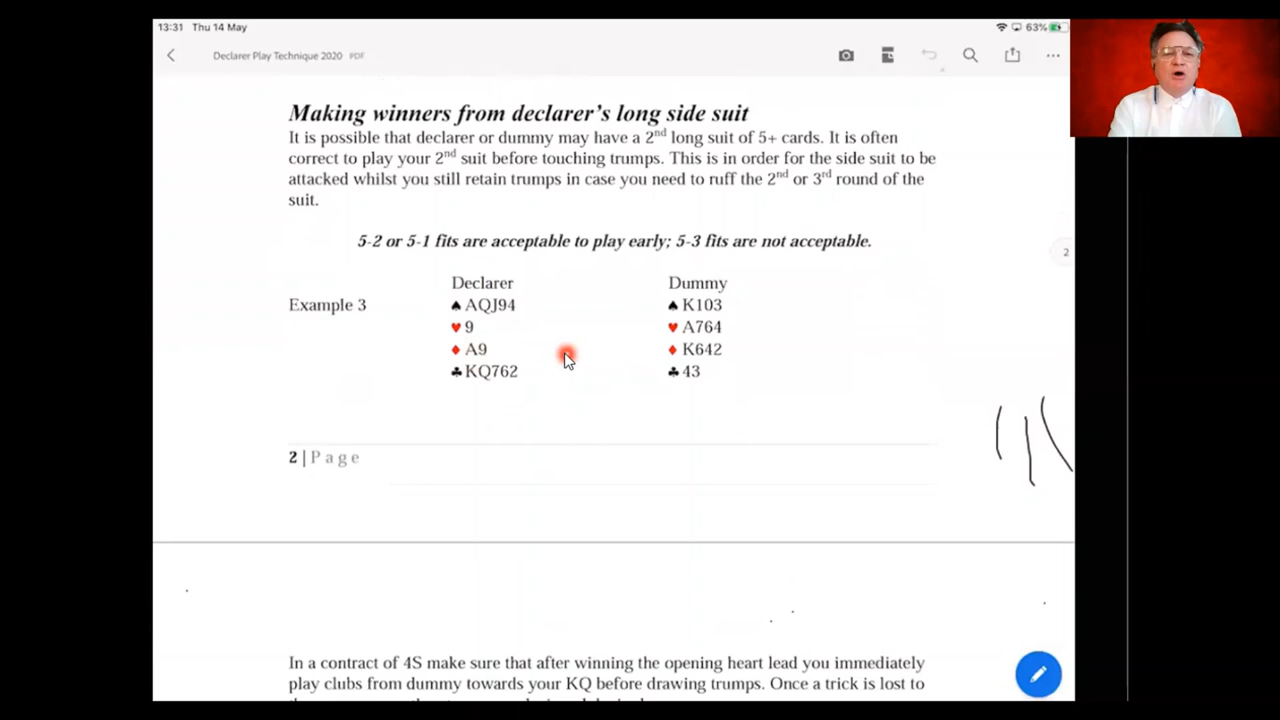 13:31 Thu 14 May
63%
Declarer Play Technique 2020 PDF
Making winners from declarer's long side suit
It is possible that declarer or dummy may have a 2nd long suit of 5+ cards. It is often
correct to play your 2nd suit before touching trumps. This is in order for the side suit to be
attacked whilst you still retain trumps in case you need to ruff the 2nd or 3rd round of the
suit.
5-2 or 5-1 fits are acceptable to play early; 5-3 fits are not acceptable.
2
Declarer Dummy
Example 3 ♠ AQJ94 ♠ K103
♥ 9 ♥ A764
♦ A9 ♦ K642
♣ KQ762 ♣ 43
2 | Page
In a contract of 4S make sure that after winning the opening heart lead you immediately
play clubs from dummy towards your KQ before drawing trumps. Once a trick is lost to